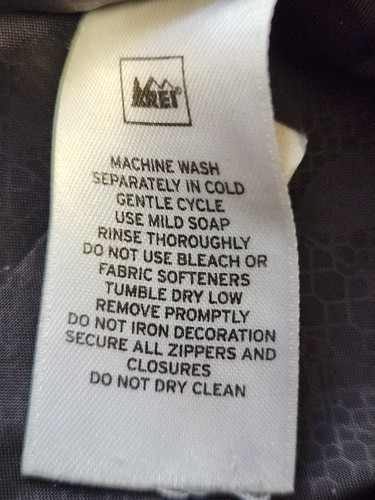 REI
MACHINE WASH
SEPARATELY IN COLD
GENTLE CYCLE
USE MILD SOAP
RINSE THOROUGHLY
DO NOT USE BLEACH OR
FABRIC SOFTENERS
TUMBLE DRY LOW
REMOVE PROMPTLY
DO NOT IRON DECORATION
SECURE ALL ZIPPERS AND
CLOSURES
DO NOT DRY CLEAN